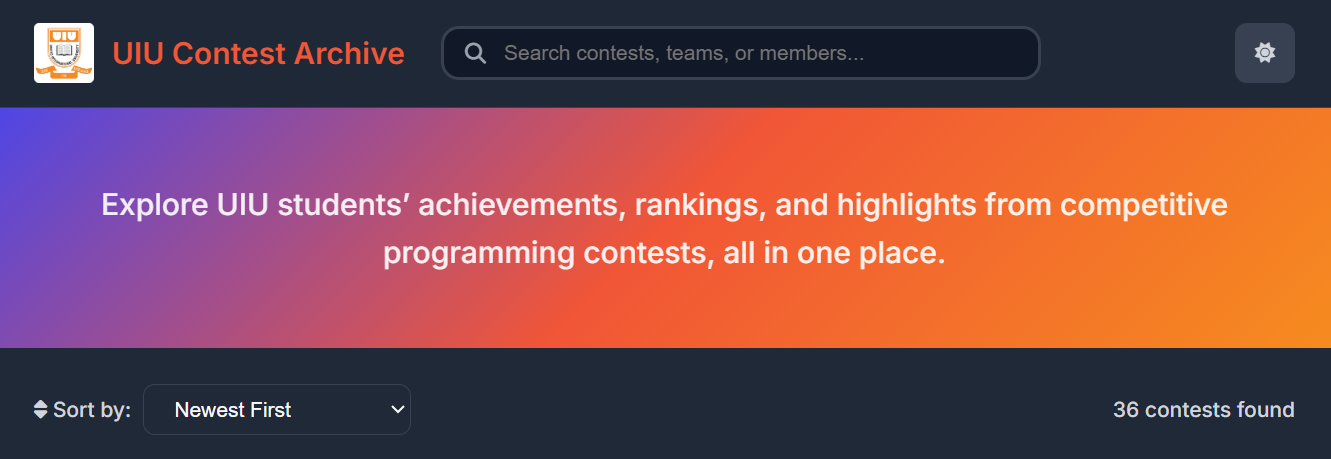 UIU Contest Archive
Search contests, teams, or members...
Explore UIU students’ achievements, rankings, and highlights from competitive
programming contests, all in one place.
Sort by:
Newest First
36 contests found